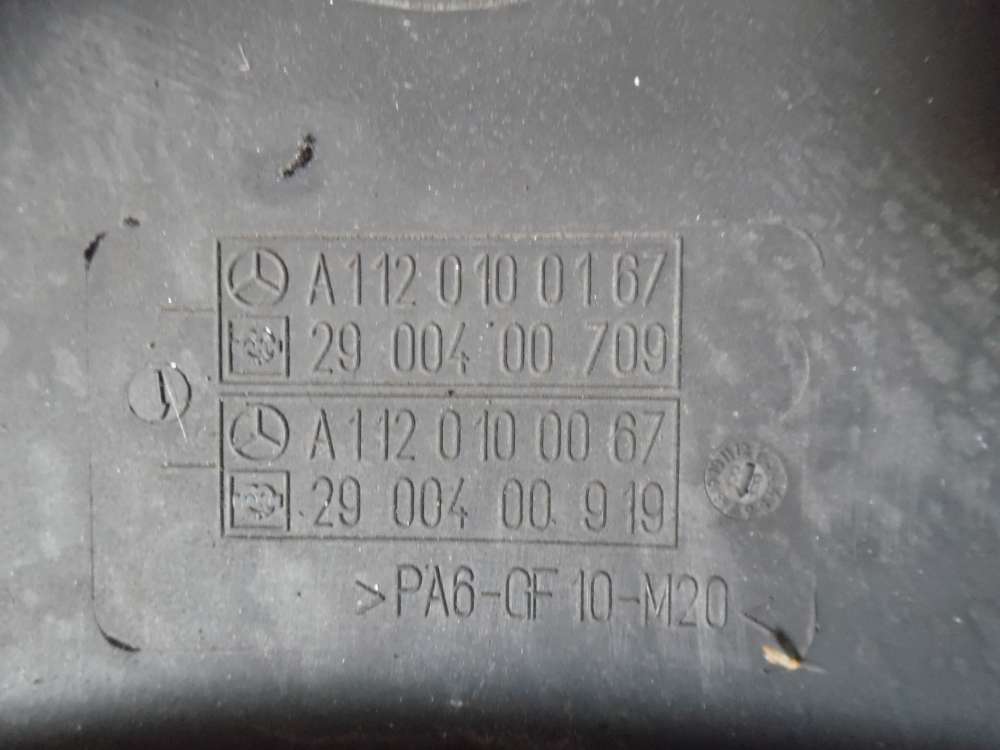 A 112 010 01 67
29 004 00 709
A 112 010 00 67
29 004 00 919
>PA6-GF 10-M20<